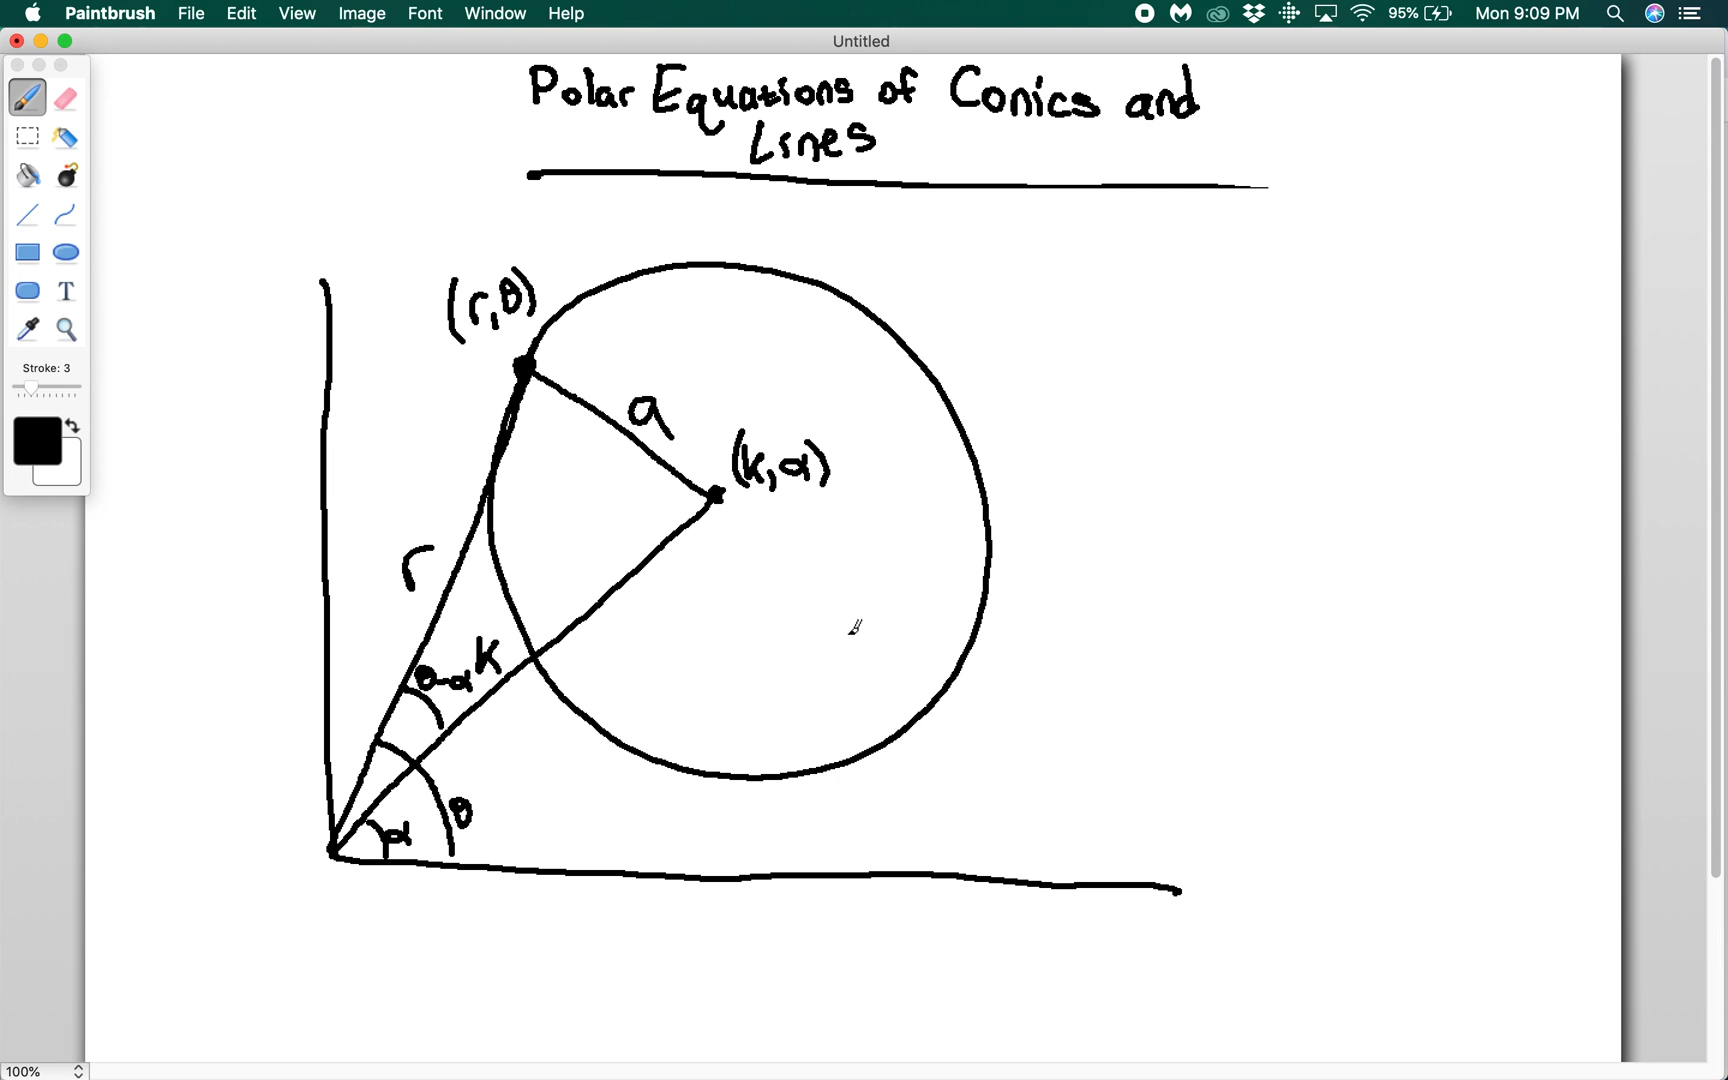 Paintbrush File Edit View Image Font Window Help 95% Mon 9:09 PM
Untitled
Polar Equations of Conics and
Lines
(r,θ)
T
Stroke: 3
a
(k,α)
r
k
θ-α
θ
α
100%